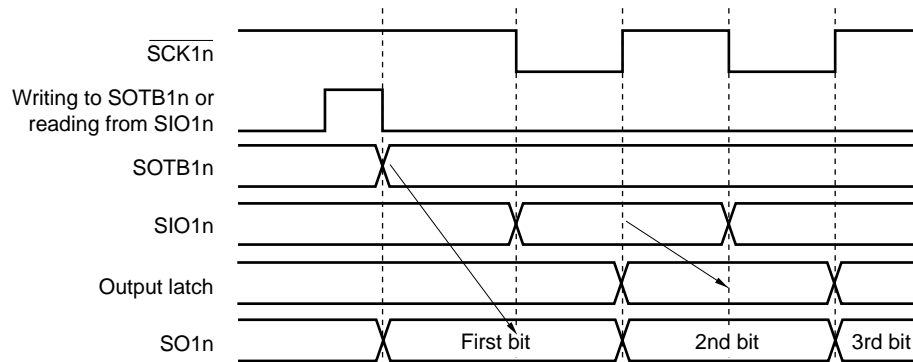 SCK1n
Writing to SOTB1n or
reading from SIO1n
SOTB1n
SIO1n
Output latch
SO1n
First bit
2nd bit
3rd bit